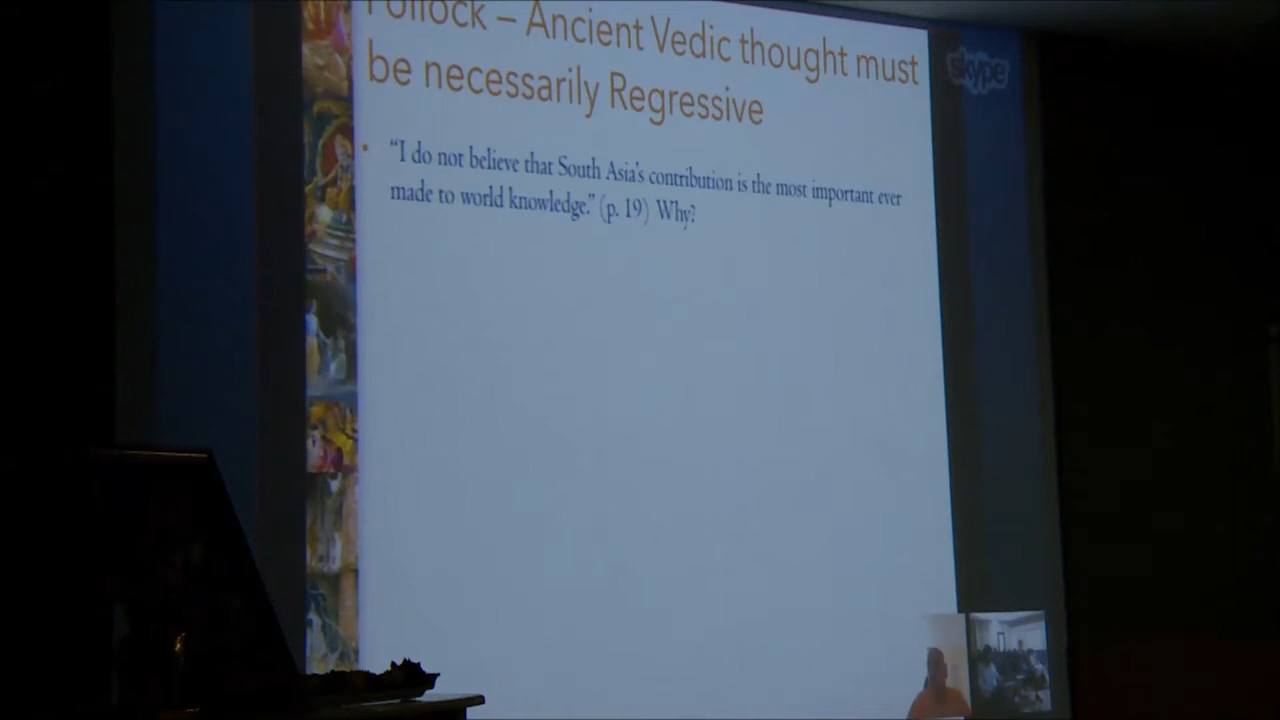 Pollock – Ancient Vedic thought must
be necessarily Regressive
• “I do not believe that South Asia’s contribution is the most important ever
made to world knowledge.” (p. 19) Why?
skype